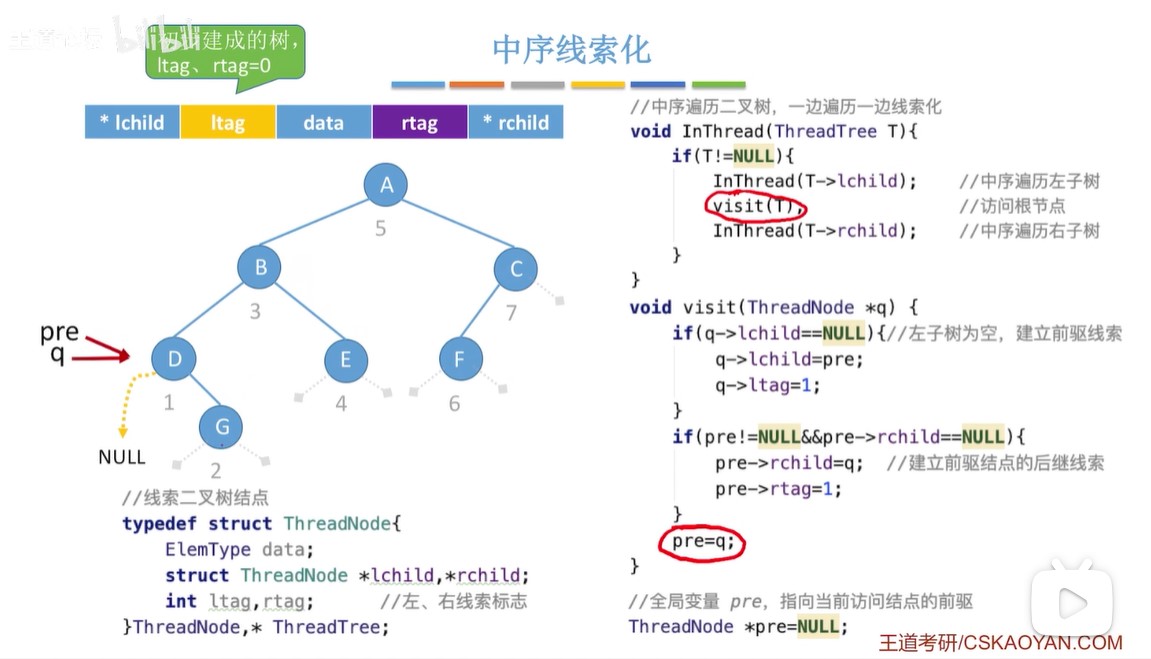 bilibili
初步建成的树，
ltag、rtag=0
中序线索化
* lchild ltag data rtag * rchild
A
5
B
3
C
7
pre
q
D
1
E
4
F
6
G
2
NULL
//线索二叉树结点
typedef struct ThreadNode{
ElemType data;
struct ThreadNode *lchild,*rchild;
int ltag,rtag; //左、右线索标志
}ThreadNode,* ThreadTree;
//中序遍历二叉树，一边遍历一边线索化
void InThread(ThreadTree T){
if(T!=NULL){
InThread(T->lchild); //中序遍历左子树
visit(T); //访问根节点
InThread(T->rchild); //中序遍历右子树
}
}
void visit(ThreadNode *q) {
if(q->lchild==NULL){//左子树为空，建立前驱线索
q->lchild=pre;
q->ltag=1;
}
if(pre!=NULL&&pre->rchild==NULL){
pre->rchild=q; //建立前驱结点的后继线索
pre->rtag=1;
}
pre=q;
}
//全局变量 pre，指向当前访问结点的前驱
ThreadNode *pre=NULL;
王道考研/CSKAOYAN.COM